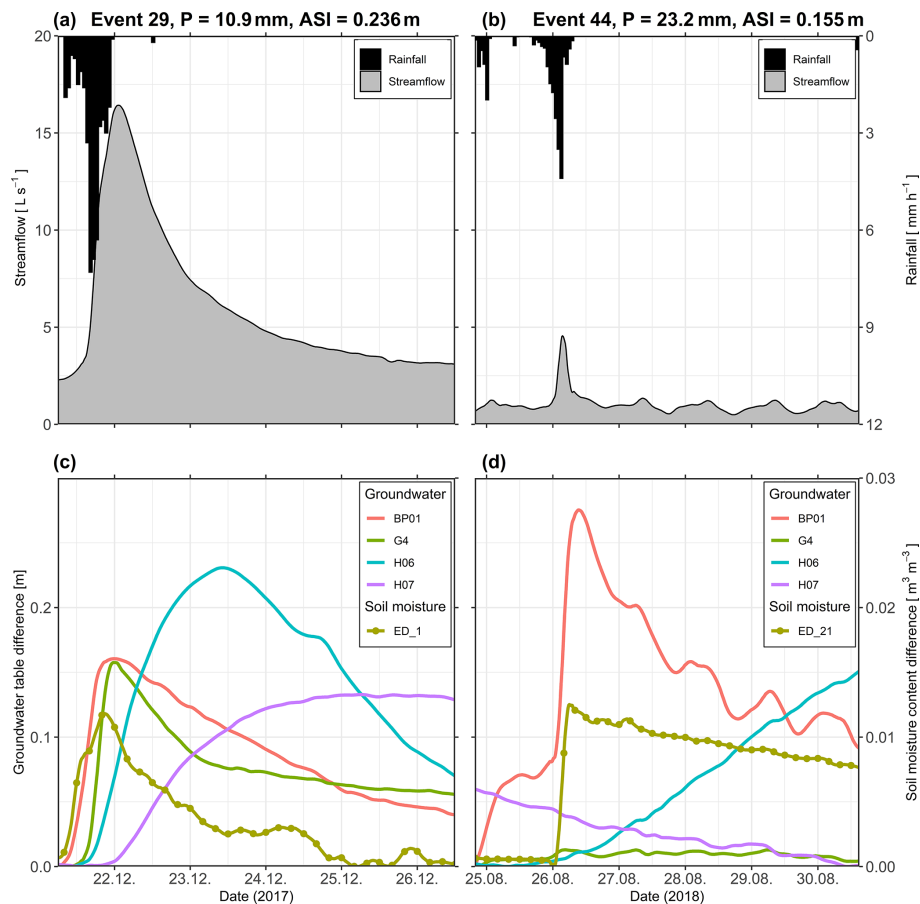 (a) Event 29, P = 10.9 mm, ASI = 0.236 m
(b) Event 44, P = 23.2 mm, ASI = 0.155 m
20
15
10
5
0
Streamflow [ L s⁻¹ ]
Rainfall
Streamflow
Rainfall
Streamflow
0
3
6
9
12
Rainfall [ mm h⁻¹ ]
(c)
(d)
0.2
0.1
0.0
Groundwater table difference [m]
Groundwater
BP01
G4
H06
H07
Soil moisture
ED_1
22.12.
23.12.
24.12.
25.12.
26.12.
Date (2017)
Groundwater
BP01
G4
H06
H07
Soil moisture
ED_21
25.08.
26.08.
27.08.
28.08.
29.08.
30.08.
Date (2018)
0.03
0.02
0.01
0.00
Soil moisture content difference [ m³ m⁻³ ]